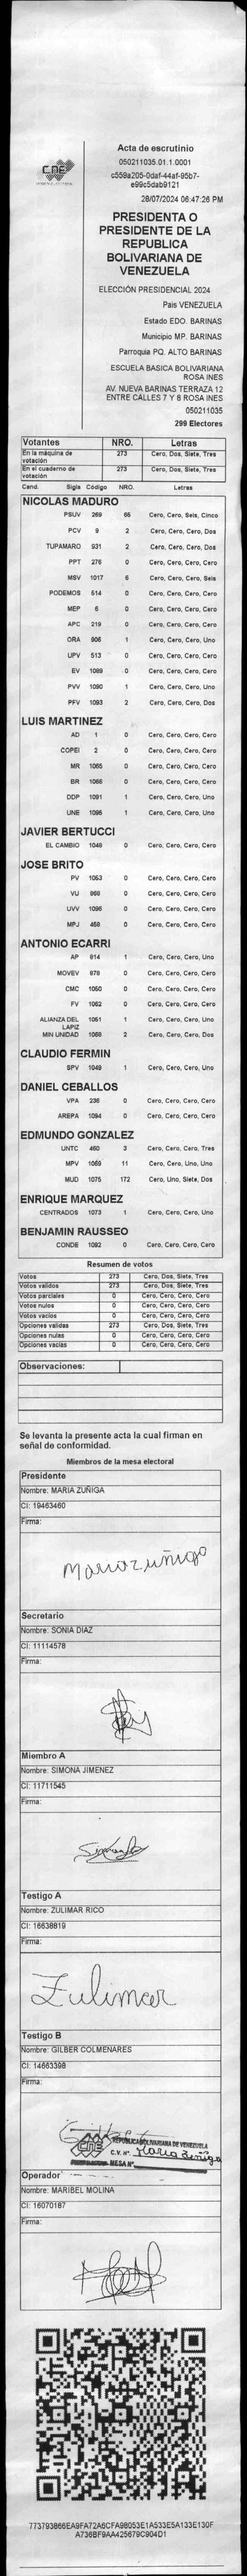 CNE
Acta de escrutinio
050211035.01.1.0001
c559a205-0daf-44af-95b7-
e99c5dab9121
28/07/2024 06:47:26 PM
PRESIDENTA O
PRESIDENTE DE LA
REPUBLICA
BOLIVARIANA DE
VENEZUELA
ELECCIÓN PRESIDENCIAL 2024
Pais VENEZUELA
Estado EDO. BARINAS
Municipio MP. BARINAS
Parroquia PQ. ALTO BARINAS
ESCUELA BASICA BOLIVARIANA
ROSA INES
AV. NUEVA BARINAS TERRAZA 12
ENTRE CALLES 7 Y 8 ROSA INES
050211035
299 Electores
Votantes NRO. Letras
En la máquina de votación 273 Cero, Dos, Siete, Tres
En el cuaderno de votación 273 Cero, Dos, Siete, Tres
Cand. Sigla Código NRO. Letras
NICOLAS MADURO
PSUV 269 65 Cero, Cero, Seis, Cinco
PCV 9 2 Cero, Cero, Cero, Dos
TUPAMARO 931 2 Cero, Cero, Cero, Dos
PPT 276 0 Cero, Cero, Cero, Cero
MSV 1017 6 Cero, Cero, Cero, Seis
PODEMOS 514 0 Cero, Cero, Cero, Cero
MEP 6 0 Cero, Cero, Cero, Cero
APC 219 0 Cero, Cero, Cero, Cero
ORA 906 1 Cero, Cero, Cero, Uno
UPV 513 0 Cero, Cero, Cero, Cero
EV 1089 0 Cero, Cero, Cero, Cero
PVV 1090 1 Cero, Cero, Cero, Uno
PFV 1093 2 Cero, Cero, Cero, Dos
LUIS MARTINEZ
AD 1 0 Cero, Cero, Cero, Cero
COPEI 2 0 Cero, Cero, Cero, Cero
MR 1065 0 Cero, Cero, Cero, Cero
BR 1066 0 Cero, Cero, Cero, Cero
DDP 1091 1 Cero, Cero, Cero, Uno
UNE 1095 1 Cero, Cero, Cero, Uno
JAVIER BERTUCCI
EL CAMBIO 1048 0 Cero, Cero, Cero, Cero
JOSE BRITO
PV 1053 0 Cero, Cero, Cero, Cero
VU 0 Cero, Cero, Cero, Cero
UVV 1096 0 Cero, Cero, Cero, Cero
MPJ 458 0 Cero, Cero, Cero, Cero
ANTONIO ECARRI
AP 914 1 Cero, Cero, Cero, Uno
MOVEV 978 0 Cero, Cero, Cero, Cero
CMC 1050 0 Cero, Cero, Cero, Cero
FV 1052 0 Cero, Cero, Cero, Cero
ALIANZA DEL LAPIZ 1051 1 Cero, Cero, Cero, Uno
MIN UNIDAD 1068 2 Cero, Cero, Cero, Dos
CLAUDIO FERMIN
SPV 1049 1 Cero, Cero, Cero, Uno
DANIEL CEBALLOS
VPA 236 0 Cero, Cero, Cero, Cero
AREPA 1094 0 Cero, Cero, Cero, Cero
EDMUNDO GONZALEZ
UNTC 460 3 Cero, Cero, Cero, Tres
MPV 1069 11 Cero, Cero, Uno, Uno
MUD 1075 172 Cero, Uno, Siete, Dos
ENRIQUE MARQUEZ
CENTRADOS 1073 1 Cero, Cero, Cero, Uno
BENJAMIN RAUSSEO
CONDE 1092 0 Cero, Cero, Cero, Cero
Resumen de votos
Votos 273 Cero, Dos, Siete, Tres
Votos validos 273 Cero, Dos, Siete, Tres
Votos parciales 0 Cero, Cero, Cero, Cero
Votos nulos 0 Cero, Cero, Cero, Cero
Votos vacios 0 Cero, Cero, Cero, Cero
Opciones validas 273 Cero, Dos, Siete, Tres
Opciones nulas 0 Cero, Cero, Cero, Cero
Opciones vacias 0 Cero, Cero, Cero, Cero
Observaciones:
Se levanta la presente acta la cual firman en
señal de conformidad.
Miembros de la mesa electoral
Presidente
Nombre: MARIA ZUÑIGA
CI: 19463460
Firma:
Maria zuñiga
Secretario
Nombre: SONIA DIAZ
CI: 11114578
Firma:
Miembro A
Nombre: SIMONA JIMENEZ
CI: 11711545
Firma:
Testigo A
Nombre: ZULIMAR RICO
CI: 16638819
Firma:
Zulimar
Testigo B
Nombre: GILBER COLMENARES
CI: 14663398
Firma:
CNE REPÚBLICA BOLIVARIANA DE VENEZUELA
C.V. Nº Maria Zuñiga
MESA Nº
Operador
Nombre: MARIBEL MOLINA
CI: 16070187
Firma:
773793866EA9FA72A6CFA98053E1A533E5A133E130F
A736BF9AA425679C904D1